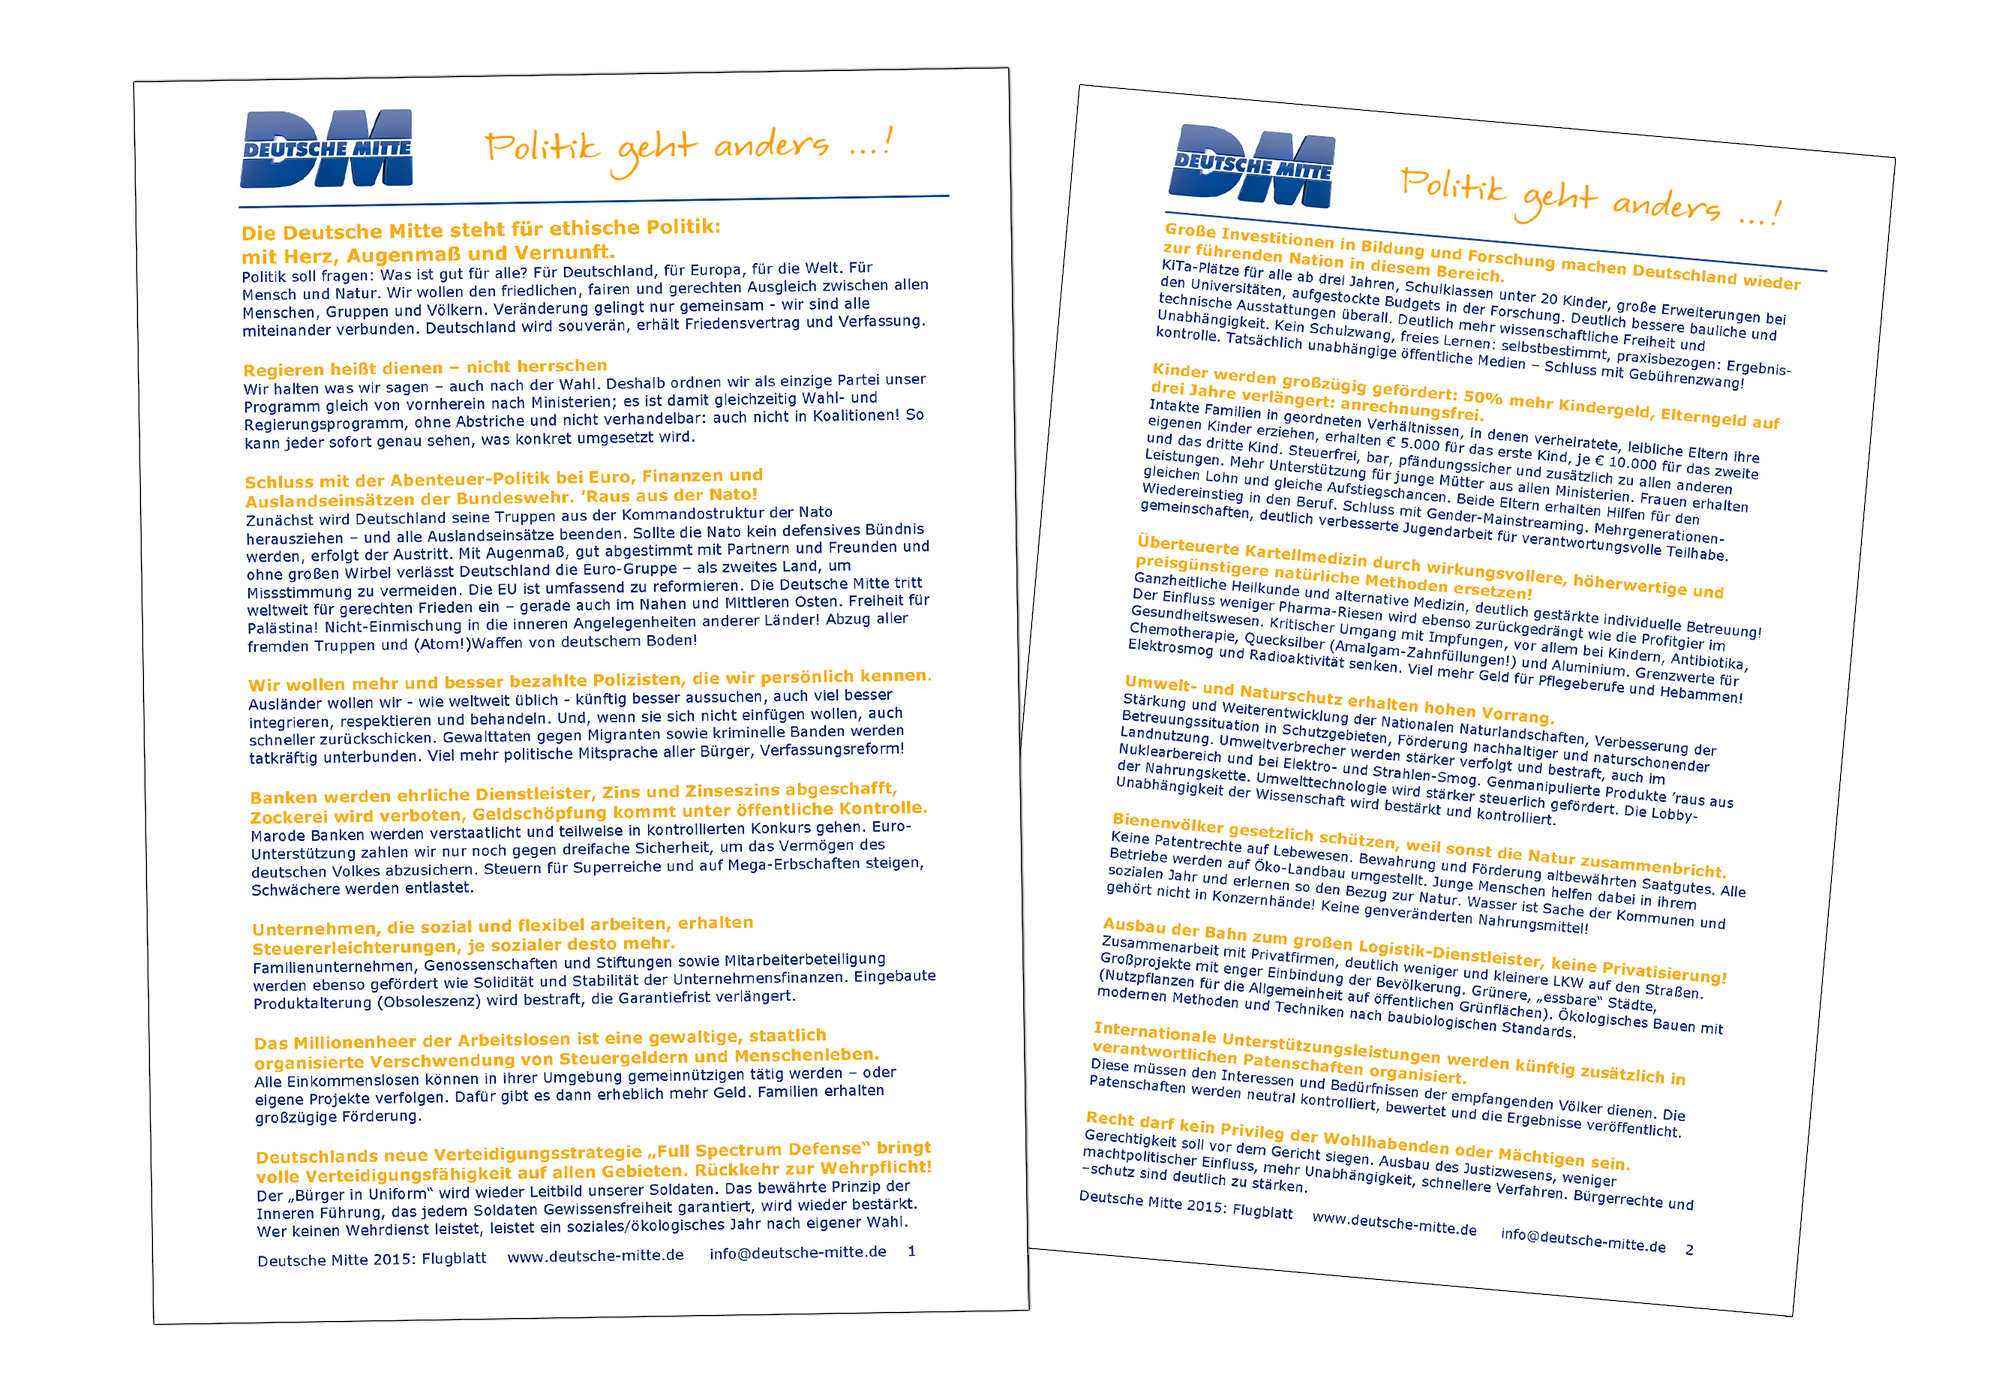 DEUTSCHE MITTE
DM
Politik geht anders ...!
Die Deutsche Mitte steht für ethische Politik:
mit Herz, Augenmaß und Vernunft.
Politik soll fragen: Was ist gut für alle? Für Deutschland, für Europa, für die Welt. Für
Mensch und Natur. Wir wollen den friedlichen, fairen und gerechten Ausgleich zwischen allen
Menschen, Gruppen und Völkern. Veränderung gelingt nur gemeinsam - wir sind alle
miteinander verbunden. Deutschland wird souverän, erhält Friedensvertrag und Verfassung.
Regieren heißt dienen – nicht herrschen
Wir halten was wir sagen – auch nach der Wahl. Deshalb ordnen wir als einzige Partei unser
Programm gleich von vornherein nach Ministerien; es ist damit gleichzeitig Wahl- und
Regierungsprogramm, ohne Abstriche und nicht verhandelbar: auch nicht in Koalitionen! So
kann jeder sofort genau sehen, was konkret umgesetzt wird.
Schluss mit der Abenteuer-Politik bei Euro, Finanzen und
Auslandseinsätzen der Bundeswehr. ’Raus aus der Nato!
Zunächst wird Deutschland seine Truppen aus der Kommandostruktur der Nato
herausziehen – und alle Auslandseinsätze beenden. Sollte die Nato kein defensives Bündnis
werden, erfolgt der Austritt. Mit Augenmaß, gut abgestimmt mit Partnern und Freunden und
ohne großen Wirbel verlässt Deutschland die Euro-Gruppe – als zweites Land, um
Missstimmung zu vermeiden. Die EU ist umfassend zu reformieren. Die Deutsche Mitte tritt
weltweit für gerechten Frieden ein – gerade auch im Nahen und Mittleren Osten. Freiheit für
Palästina! Nicht-Einmischung in die inneren Angelegenheiten anderer Länder! Abzug aller
fremden Truppen und (Atom!)Waffen von deutschem Boden!
Wir wollen mehr und besser bezahlte Polizisten, die wir persönlich kennen.
Ausländer wollen wir - wie weltweit üblich - künftig besser aussuchen, auch viel besser
integrieren, respektieren und behandeln. Und, wenn sie sich nicht einfügen wollen, auch
schneller zurückschicken. Gewalttaten gegen Migranten sowie kriminelle Banden werden
tatkräftig unterbunden. Viel mehr politische Mitsprache aller Bürger, Verfassungsreform!
Banken werden ehrliche Dienstleister, Zins und Zinseszins abgeschafft,
Zockerei wird verboten, Geldschöpfung kommt unter öffentliche Kontrolle.
Marode Banken werden verstaatlicht und teilweise in kontrollierten Konkurs gehen. Euro-
Unterstützung zahlen wir nur noch gegen dreifache Sicherheit, um das Vermögen des
deutschen Volkes abzusichern. Steuern für Superreiche und auf Mega-Erbschaften steigen,
Schwächere werden entlastet.
Unternehmen, die sozial und flexibel arbeiten, erhalten
Steuererleichterungen, je sozialer desto mehr.
Familienunternehmen, Genossenschaften und Stiftungen sowie Mitarbeiterbeteiligung
werden ebenso gefördert wie Solidität und Stabilität der Unternehmensfinanzen. Eingebaute
Produktalterung (Obsoleszenz) wird bestraft, die Garantiefrist verlängert.
Das Millionenheer der Arbeitslosen ist eine gewaltige, staatlich
organisierte Verschwendung von Steuergeldern und Menschenleben.
Alle Einkommenslosen können in ihrer Umgebung gemeinnützigen tätig werden – oder
eigene Projekte verfolgen. Dafür gibt es dann erheblich mehr Geld. Familien erhalten
großzügige Förderung.
Deutschlands neue Verteidigungsstrategie „Full Spectrum Defense“ bringt
volle Verteidigungsfähigkeit auf allen Gebieten. Rückkehr zur Wehrpflicht!
Der „Bürger in Uniform“ wird wieder Leitbild unserer Soldaten. Das bewährte Prinzip der
Inneren Führung, das jedem Soldaten Gewissensfreiheit garantiert, wird wieder bestärkt.
Wer keinen Wehrdienst leistet, leistet ein soziales/ökologisches Jahr nach eigener Wahl.
Deutsche Mitte 2015: Flugblatt www.deutsche-mitte.de info@deutsche-mitte.de 1
DEUTSCHE MITTE
DM
Politik geht anders ...!
Große Investitionen in Bildung und Forschung machen Deutschland wieder
zur führenden Nation in diesem Bereich.
KiTa-Plätze für alle ab drei Jahren, Schulklassen unter 20 Kinder, große Erweiterungen bei
den Universitäten, aufgestockte Budgets in der Forschung. Deutlich bessere bauliche und
technische Ausstattungen überall. Deutlich mehr wissenschaftliche Freiheit und
Unabhängigkeit. Kein Schulzwang, freies Lernen: selbstbestimmt, praxisbezogen: Ergebnis-
kontrolle. Tatsächlich unabhängige öffentliche Medien – Schluss mit Gebührenzwang!
Kinder werden großzügig gefördert: 50% mehr Kindergeld, Elterngeld auf
drei Jahre verlängert: anrechnungsfrei.
Intakte Familien in geordneten Verhältnissen, in denen verheiratete, leibliche Eltern ihre
eigenen Kinder erziehen, erhalten € 5.000 für das erste Kind, je € 10.000 für das zweite
und das dritte Kind. Steuerfrei, bar, pfändungssicher und zusätzlich zu allen anderen
Leistungen. Mehr Unterstützung für junge Mütter aus allen Ministerien. Frauen erhalten
gleichen Lohn und gleiche Aufstiegschancen. Beide Eltern erhalten Hilfen für den
Wiedereinstieg in den Beruf. Schluss mit Gender-Mainstreaming. Mehrgenerationen-
gemeinschaften, deutlich verbesserte Jugendarbeit für verantwortungsvolle Teilhabe.
Überteuerte Kartellmedizin durch wirkungsvollere, höherwertige und
preisgünstigere natürliche Methoden ersetzen!
Ganzheitliche Heilkunde und alternative Medizin, deutlich gestärkte individuelle Betreuung!
Der Einfluss weniger Pharma-Riesen wird ebenso zurückgedrängt wie die Profitgier im
Gesundheitswesen. Kritischer Umgang mit Impfungen, vor allem bei Kindern, Antibiotika,
Chemotherapie, Quecksilber (Amalgam-Zahnfüllungen!) und Aluminium. Grenzwerte für
Elektrosmog und Radioaktivität senken. Viel mehr Geld für Pflegeberufe und Hebammen!
Umwelt- und Naturschutz erhalten hohen Vorrang.
Stärkung und Weiterentwicklung der Nationalen Naturlandschaften, Verbesserung der
Betreuungssituation in Schutzgebieten, Förderung nachhaltiger und naturschonender
Landnutzung. Umweltverbrecher werden stärker verfolgt und bestraft, auch im
Nuklearbereich und bei Elektro- und Strahlen-Smog. Genmanipulierte Produkte ’raus aus
der Nahrungskette. Umwelttechnologie wird stärker steuerlich gefördert. Die Lobby-
Unabhängigkeit der Wissenschaft wird bestärkt und kontrolliert.
Bienenvölker gesetzlich schützen, weil sonst die Natur zusammenbricht.
Keine Patentrechte auf Lebewesen. Bewahrung und Förderung altbewährten Saatgutes. Alle
Betriebe werden auf Öko-Landbau umgestellt. Junge Menschen helfen dabei in ihrem
sozialen Jahr und erlernen so den Bezug zur Natur. Wasser ist Sache der Kommunen und
gehört nicht in Konzernhände! Keine genveränderten Nahrungsmittel!
Ausbau der Bahn zum großen Logistik-Dienstleister, keine Privatisierung!
Zusammenarbeit mit Privatfirmen, deutlich weniger und kleinere LKW auf den Straßen.
Großprojekte mit enger Einbindung der Bevölkerung. Grünere, „essbare“ Städte,
(Nutzpflanzen für die Allgemeinheit auf öffentlichen Grünflächen). Ökologisches Bauen mit
modernen Methoden und Techniken nach baubiologischen Standards.
Internationale Unterstützungsleistungen werden künftig zusätzlich in
verantwortlichen Patenschaften organisiert.
Diese müssen den Interessen und Bedürfnissen der empfangenden Völker dienen. Die
Patenschaften werden neutral kontrolliert, bewertet und die Ergebnisse veröffentlicht.
Recht darf kein Privileg der Wohlhabenden oder Mächtigen sein.
Gerechtigkeit soll vor dem Gericht siegen. Ausbau des Justizwesens, weniger
machtpolitischer Einfluss, mehr Unabhängigkeit, schnellere Verfahren. Bürgerrechte und
–schutz sind deutlich zu stärken.
Deutsche Mitte 2015: Flugblatt www.deutsche-mitte.de info@deutsche-mitte.de 2